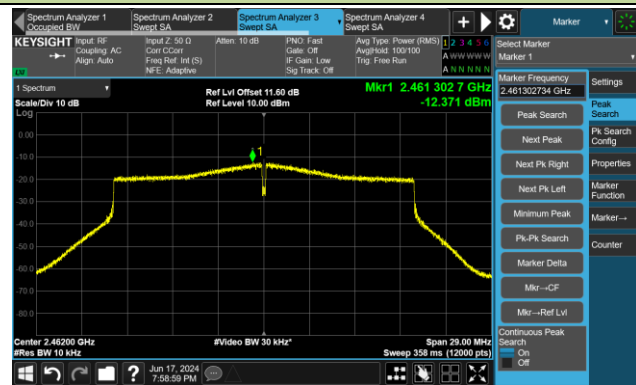 Spectrum Analyzer 1
Occupied BW
Spectrum Analyzer 2
Swept SA
Spectrum Analyzer 3
Swept SA
Spectrum Analyzer 4
Swept SA
Marker
KEYSIGHT
Input: RF
Coupling: AC
Align: Auto
Input Z: 50 Ω
Corr CCorr
Freq Ref: Int (S)
NFE: Adaptive
Atten: 10 dB
PNO: Fast
Gate: Off
IF Gain: Low
Sig Track: Off
Avg Type: Power (RMS)
Avg|Hold: 100/100
Trig: Free Run
1 2 3 4 5 6
A W W W W W
A N N N N N
Select Marker
Marker 1
1 Spectrum
Scale/Div 10 dB
Log
Ref Lvl Offset 11.60 dB
Ref Level 10.00 dBm
Mkr1 2.461 302 7 GHz
-12.371 dBm
1
0.00
-10.0
-20.0
-30.0
-40.0
-50.0
-60.0
-70.0
-80.0
Center 2.46200 GHz
#Res BW 10 kHz
#Video BW 30 kHz*
Span 29.00 MHz
Sweep 358 ms (12000 pts)
Marker Frequency
2.461302734 GHz
Peak Search
Next Peak
Next Pk Right
Next Pk Left
Minimum Peak
Pk-Pk Search
Marker Delta
Mkr→CF
Mkr→Ref Lvl
Continuous Peak
Search
On
Off
Settings
Peak
Search
Pk Search
Config
Properties
Marker
Function
Marker→
Counter
?
Jun 17, 2024
7:58:59 PM